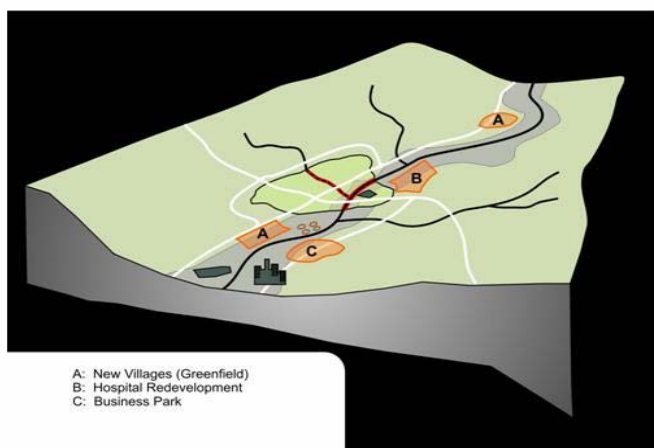 A
B
A
C
A: New Villages (Greenfield)
B: Hospital Redevelopment
C: Business Park